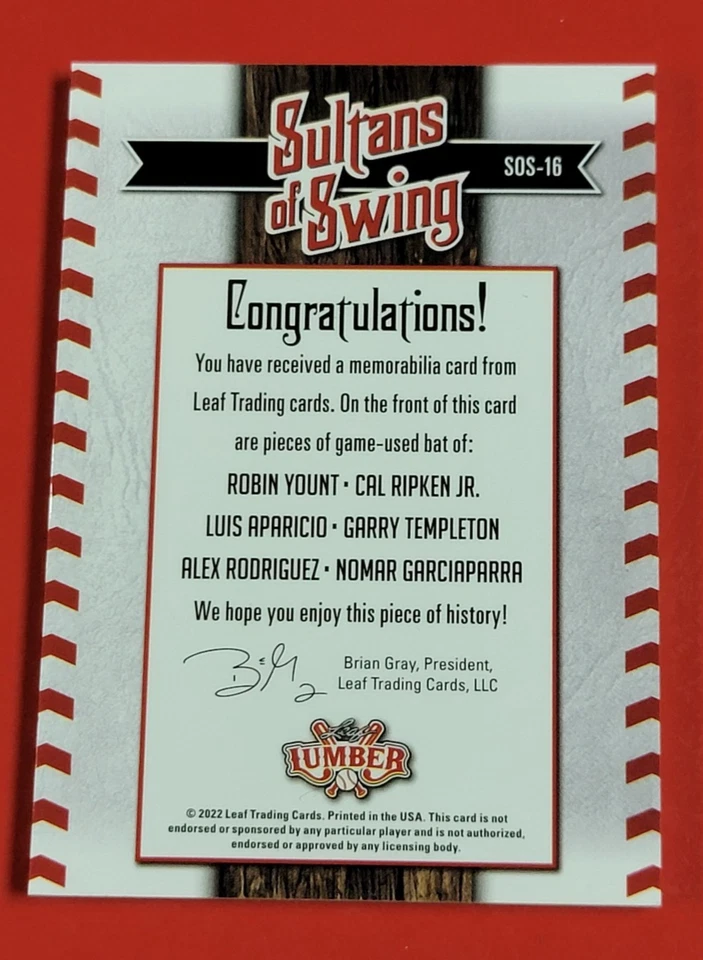 Sultans
of Swing
SOS-16
Congratulations!
You have received a memorabilia card from
Leaf Trading cards. On the front of this card
are pieces of game-used bat of:
ROBIN YOUNT · CAL RIPKEN JR.
LUIS APARICIO · GARRY TEMPLETON
ALEX RODRIGUEZ · NOMAR GARCIAPARRA
We hope you enjoy this piece of history!
Brian Gray, President,
Leaf Trading Cards, LLC
Leaf
LUMBER
© 2022 Leaf Trading Cards. Printed in the USA. This card is not
endorsed or sponsored by any particular player and is not authorized,
endorsed or approved by any licensing body.